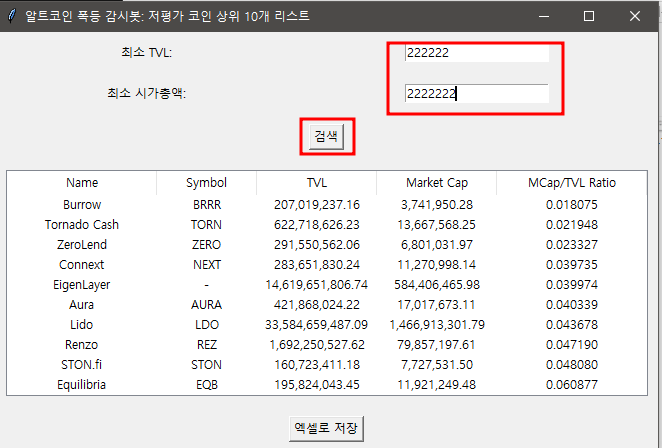 알트코인 폭등 감시봇: 저평가 코인 상위 10개 리스트
최소 TVL: 222222
최소 시가총액: 2222222
검색
Name Symbol TVL Market Cap MCap/TVL Ratio
Burrow BRRR 207,019,237.16 3,741,950.28 0.018075
Tornado Cash TORN 622,718,626.23 13,667,568.25 0.021948
ZeroLend ZERO 291,550,562.06 6,801,031.97 0.023327
Connext NEXT 283,651,830.24 11,270,998.14 0.039735
EigenLayer - 14,619,651,806.74 584,406,465.98 0.039974
Aura AURA 421,868,024.22 17,017,673.11 0.040339
Lido LDO 33,584,659,487.09 1,466,913,301.79 0.043678
Renzo REZ 1,692,250,527.62 79,857,197.61 0.047190
STON.fi STON 160,723,411.18 7,727,531.50 0.048080
Equilibria EQB 195,824,043.45 11,921,249.48 0.060877
엑셀로 저장